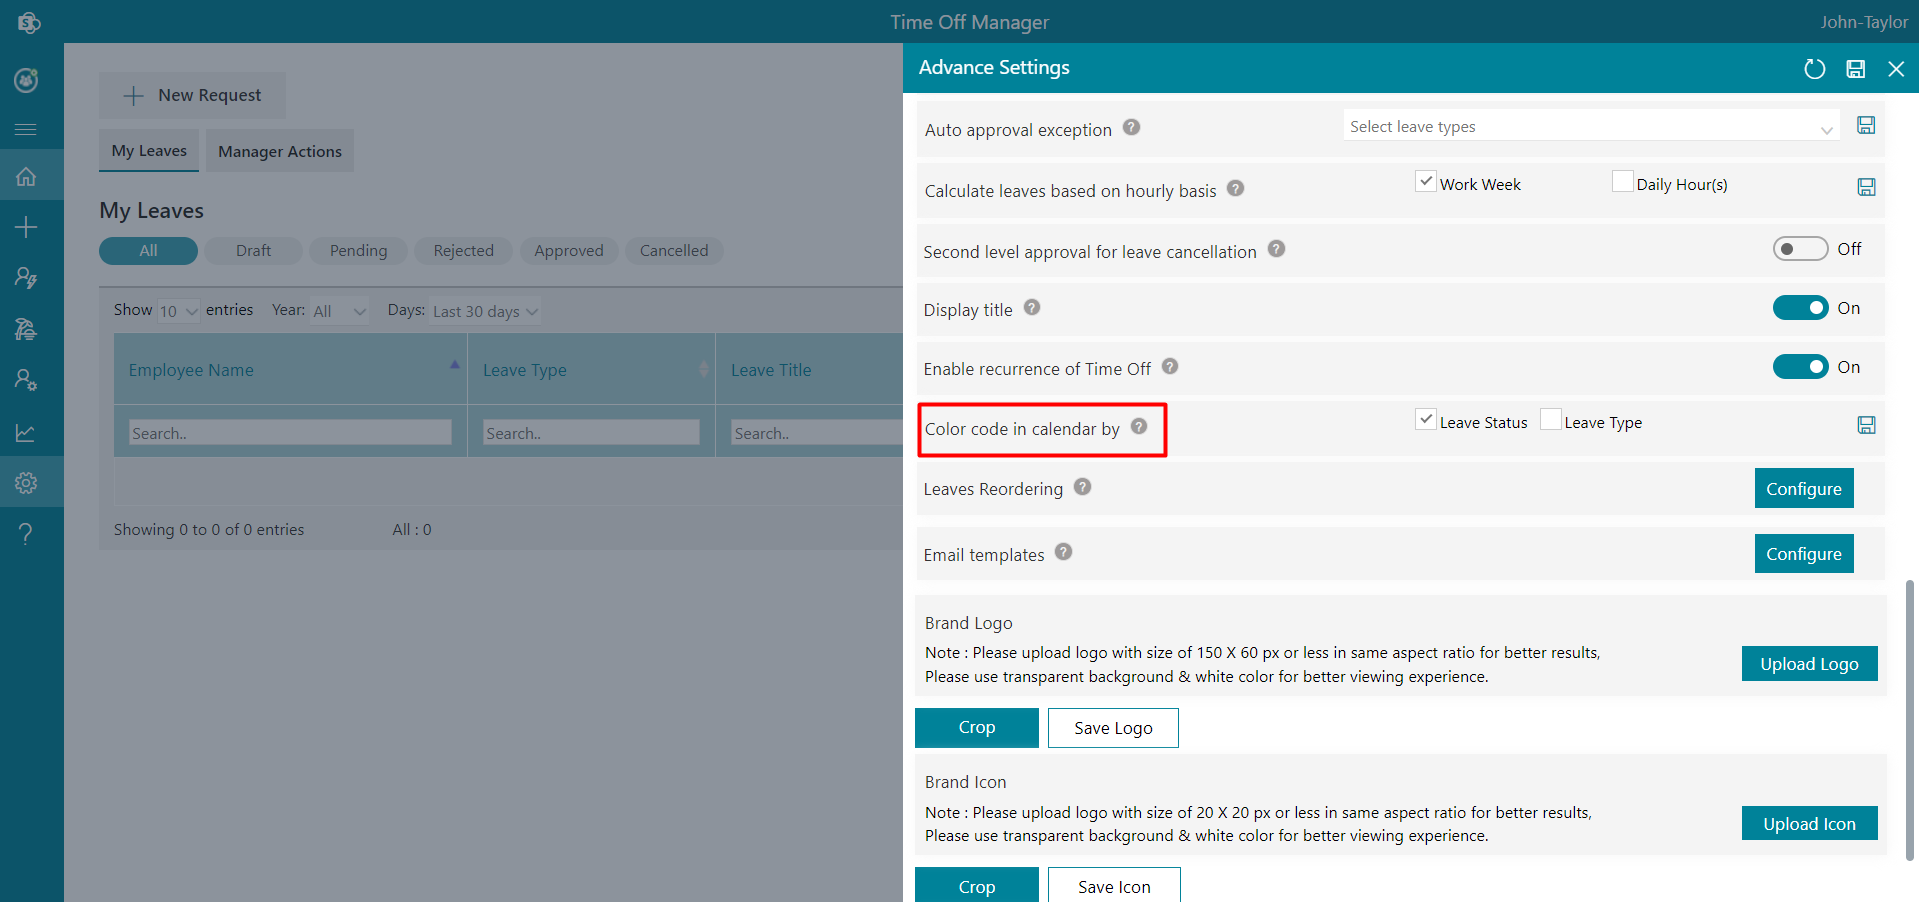 Time Off Manager
John-Taylor
New Request
My Leaves
Manager Actions
My Leaves
All
Draft
Pending
Rejected
Approved
Cancelled
Show 10 entries Year: All Days: Last 30 days
Employee Name
Leave Type
Leave Title
Search..
Search..
Search..
Showing 0 to 0 of 0 entries
All : 0
Advance Settings
Auto approval exception ?
Select leave types
Calculate leaves based on hourly basis ?
Work Week
Daily Hour(s)
Second level approval for leave cancellation ?
Off
Display title ?
On
Enable recurrence of Time Off ?
On
Color code in calendar by ?
Leave Status
Leave Type
Leaves Reordering ?
Configure
Email templates ?
Configure
Brand Logo
Note : Please upload logo with size of 150 X 60 px or less in same aspect ratio for better results,
Please use transparent background & white color for better viewing experience.
Upload Logo
Crop
Save Logo
Brand Icon
Note : Please upload logo with size of 20 X 20 px or less in same aspect ratio for better results,
Please use transparent background & white color for better viewing experience.
Upload Icon
Crop
Save Icon